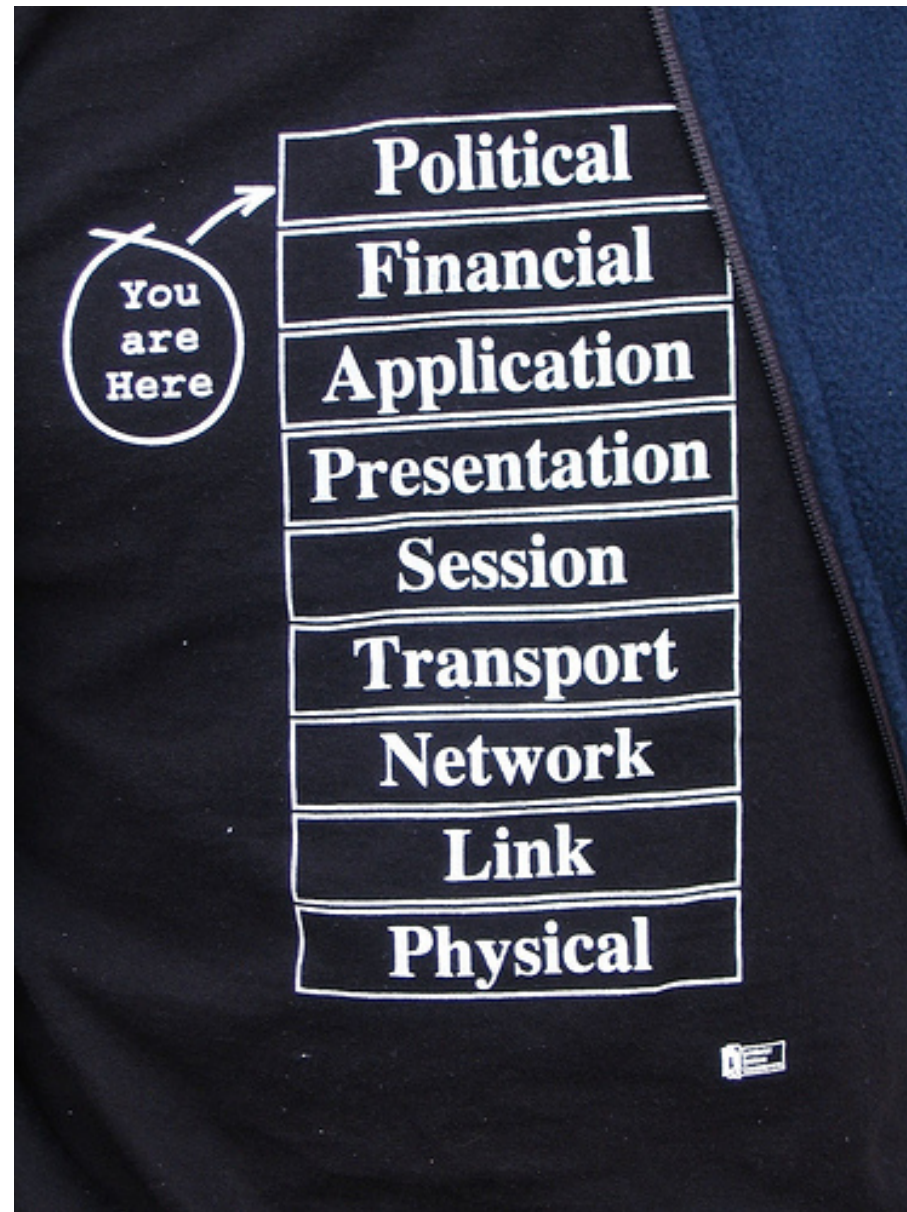 Political
You
are
Here
Financial
Application
Presentation
Session
Transport
Network
Link
Physical